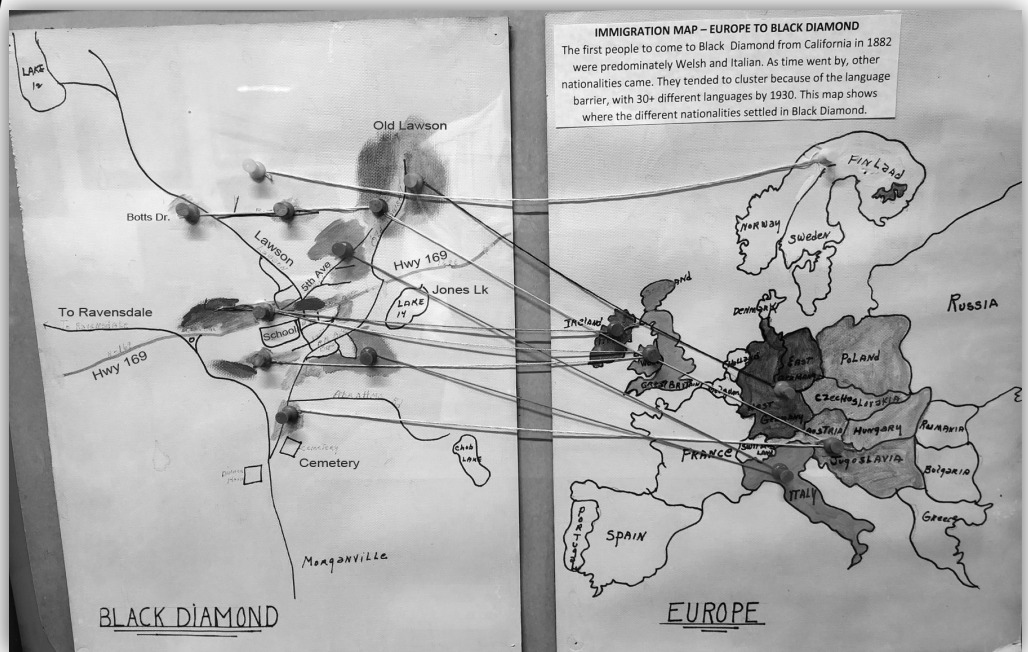 IMMIGRATION MAP – EUROPE TO BLACK DIAMOND
The first people to come to Black Diamond from California in 1882
were predominately Welsh and Italian. As time went by, other
nationalities came. They tended to cluster because of the language
barrier, with 30+ different languages by 1930. This map shows
where the different nationalities settled in Black Diamond.
LAKE
12
Old Lawson
Botts Dr.
Lawson
5th Ave
Hwy 169
Jones Lk
LAKE
14
To Ravensdale
School
Hwy 169
Cemetery
LAKE
MORGANVILLE
BLACK DIAMOND
FINLAND
NORWAY
SWEDEN
RUSSIA
DENMARK
IRELAND
GREAT BRITAIN
EAST
POLAND
CZECHOSLOVAKIA
AUSTRIA
HUNGARY
RUMANIA
FRANCE
JUGOSLAVIA
BULGARIA
ITALY
GREECE
PORTUGAL
SPAIN
EUROPE